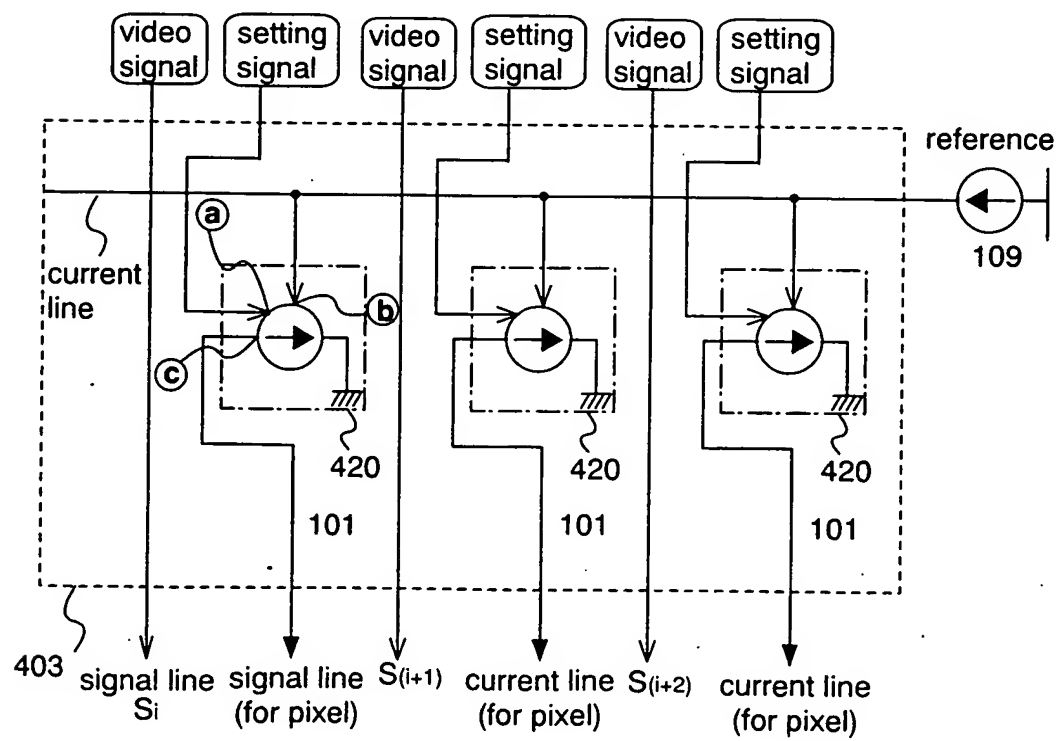 video
signal
setting
signal
video
signal
setting
signal
video
signal
setting
signal
reference
109
current
line
a
b
c
420
420
420
101
101
101
403
signal line
Si
signal line
(for pixel)
S(i+1)
current line
(for pixel)
S(i+2)
current line
(for pixel)